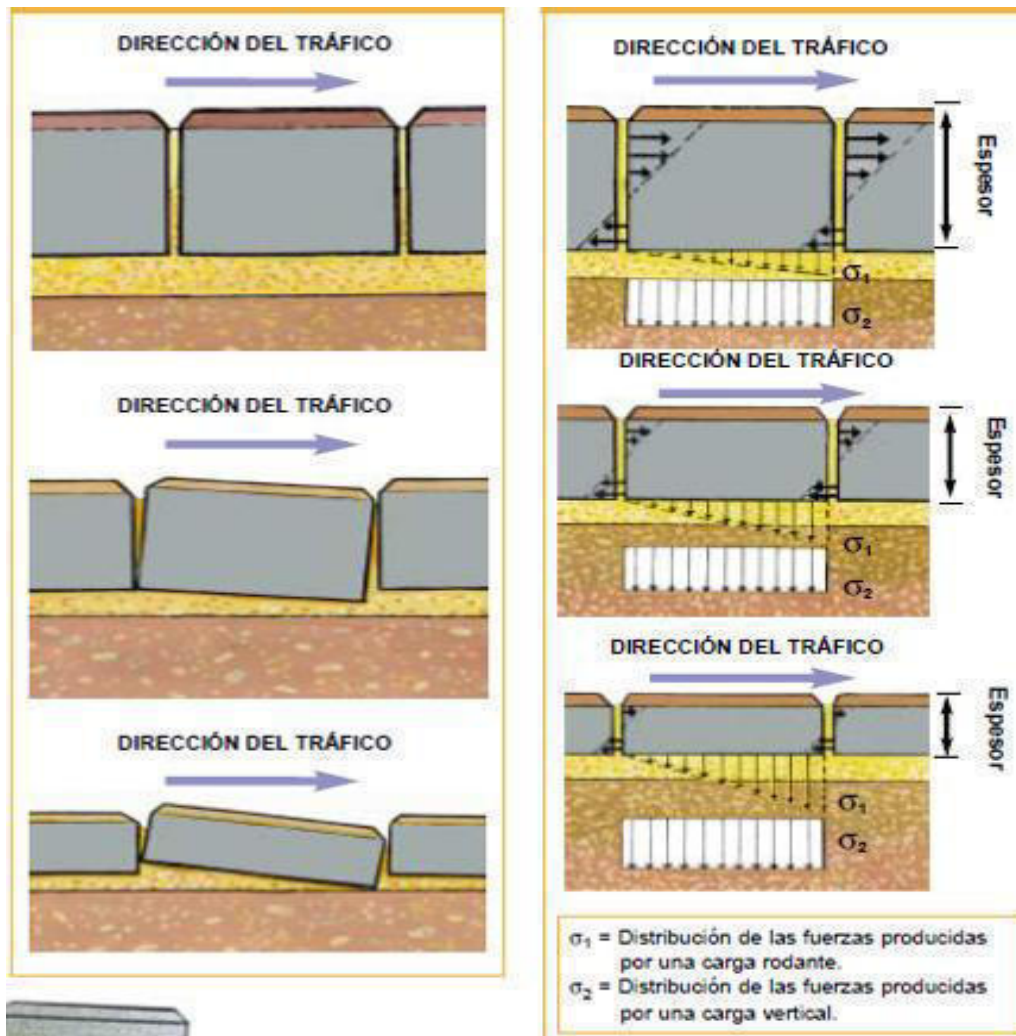 DIRECCIÓN DEL TRÁFICO
DIRECCIÓN DEL TRÁFICO
DIRECCIÓN DEL TRÁFICO
DIRECCIÓN DEL TRÁFICO
Espesor
σ₁
σ₂
DIRECCIÓN DEL TRÁFICO
Espesor
σ₁
σ₂
DIRECCIÓN DEL TRÁFICO
Espesor
σ₁
σ₂
σ₁ = Distribución de las fuerzas producidas
por una carga rodante.
σ₂ = Distribución de las fuerzas producidas
por una carga vertical.